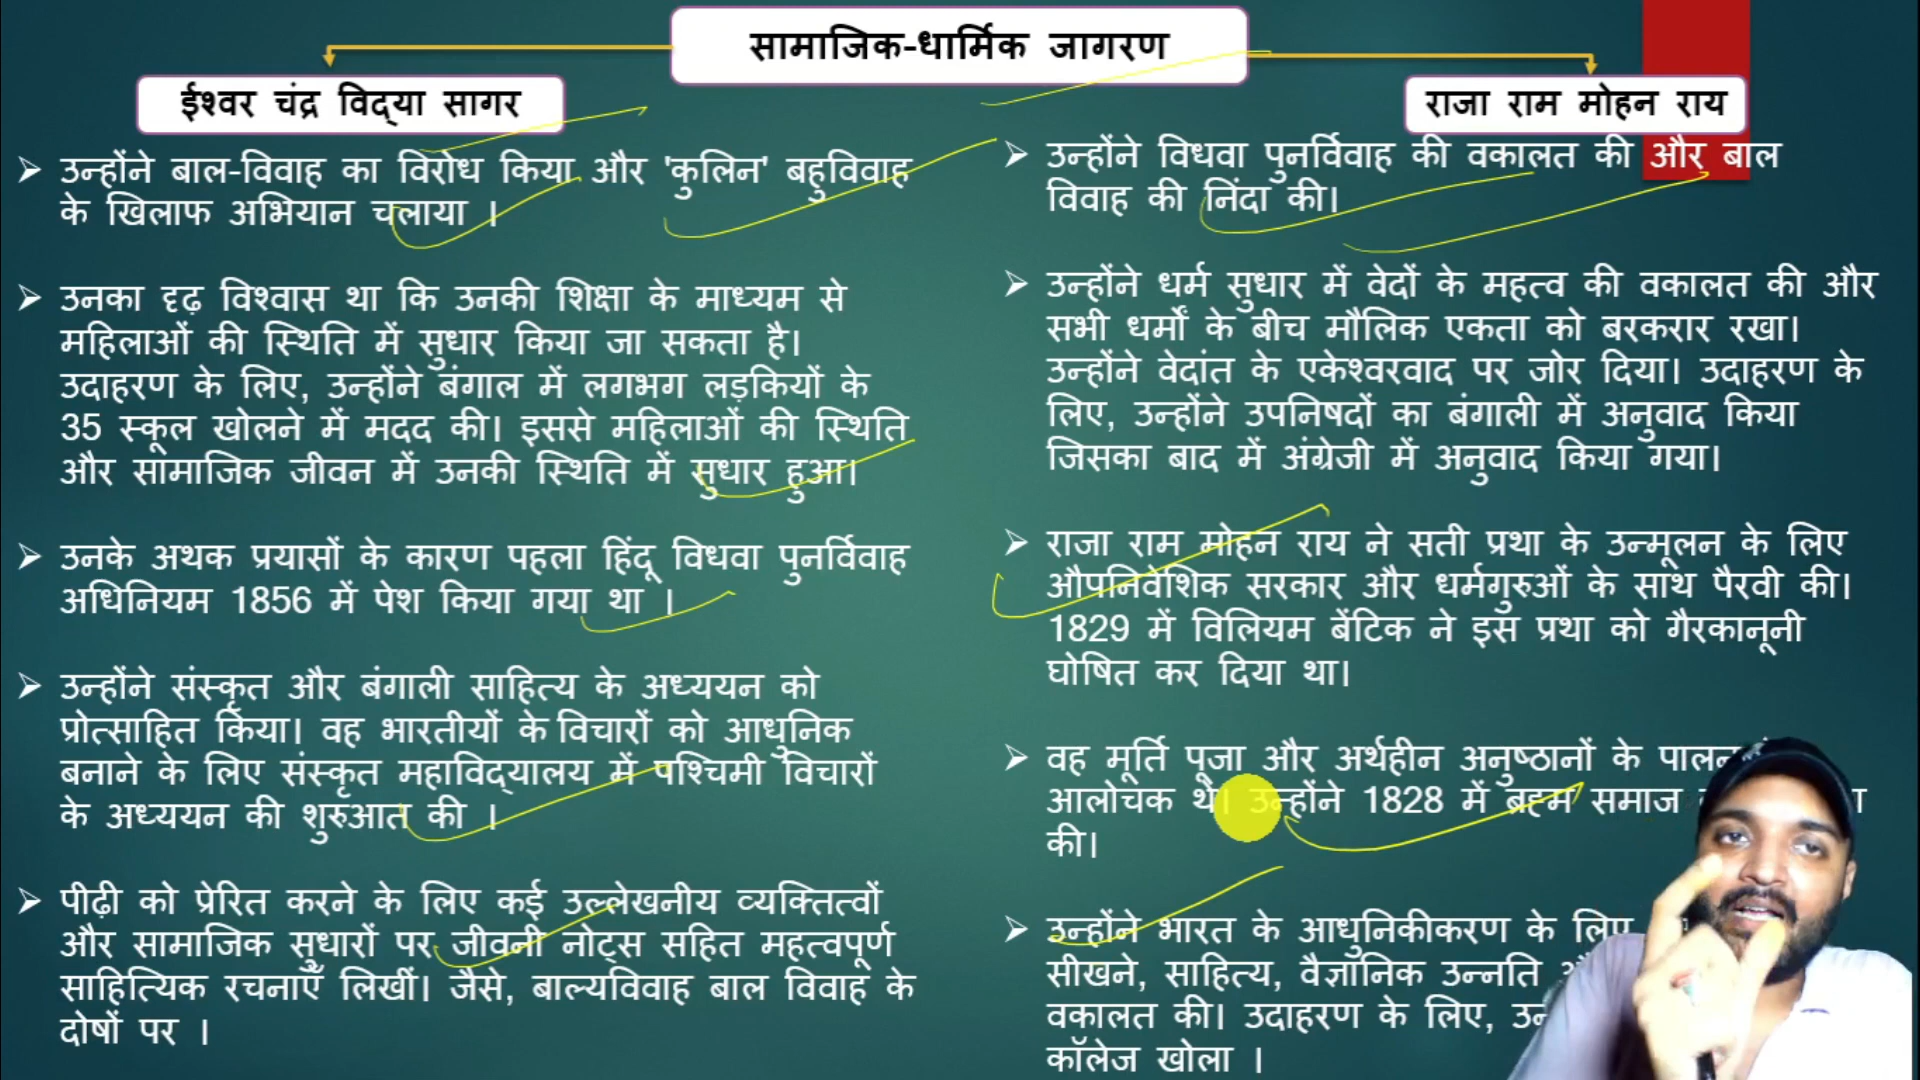 सामाजिक-धार्मिक जागरण
ईश्वर चंद्र विद्या सागर
उन्होंने बाल-विवाह का विरोध किया और 'कुलिन' बहुविवाह
के खिलाफ अभियान चलाया ।
उनका दृढ़ विश्वास था कि उनकी शिक्षा के माध्यम से
महिलाओं की स्थिति में सुधार किया जा सकता है।
उदाहरण के लिए, उन्होंने बंगाल में लगभग लड़कियों के
35 स्कूल खोलने में मदद की। इससे महिलाओं की स्थिति
और सामाजिक जीवन में उनकी स्थिति में सुधार हुआ।
उनके अथक प्रयासों के कारण पहला हिंदू विधवा पुनर्विवाह
अधिनियम 1856 में पेश किया गया था ।
उन्होंने संस्कृत और बंगाली साहित्य के अध्ययन को
प्रोत्साहित किया। वह भारतीयों के विचारों को आधुनिक
बनाने के लिए संस्कृत महाविद्यालय में पश्चिमी विचारों
के अध्ययन की शुरुआत की ।
पीढ़ी को प्रेरित करने के लिए कई उल्लेखनीय व्यक्तित्वों
और सामाजिक सुधारों पर जीवनी नोट्स सहित महत्वपूर्ण
साहित्यिक रचनाएँ लिखीं। जैसे, बाल्यविवाह बाल विवाह के
दोषों पर ।
राजा राम मोहन राय
उन्होंने विधवा पुनर्विवाह की वकालत की और बाल
विवाह की निंदा की।
उन्होंने धर्म सुधार में वेदों के महत्व की वकालत की और
सभी धर्मों के बीच मौलिक एकता को बरकरार रखा।
उन्होंने वेदांत के एकेश्वरवाद पर जोर दिया। उदाहरण के
लिए, उन्होंने उपनिषदों का बंगाली में अनुवाद किया
जिसका बाद में अंग्रेजी में अनुवाद किया गया।
राजा राम मोहन राय ने सती प्रथा के उन्मूलन के लिए
औपनिवेशिक सरकार और धर्मगुरुओं के साथ पैरवी की।
1829 में विलियम बेंटिक ने इस प्रथा को गैरकानूनी
घोषित कर दिया था।
वह मूर्ति पूजा और अर्थहीन अनुष्ठानों के पालन
आलोचक थे। उन्होंने 1828 में ब्रहम समाज
की।
उन्होंने भारत के आधुनिकीकरण के लिए
सीखने, साहित्य, वैज्ञानिक उन्नति
वकालत की। उदाहरण के लिए,
कॉलेज खोला ।